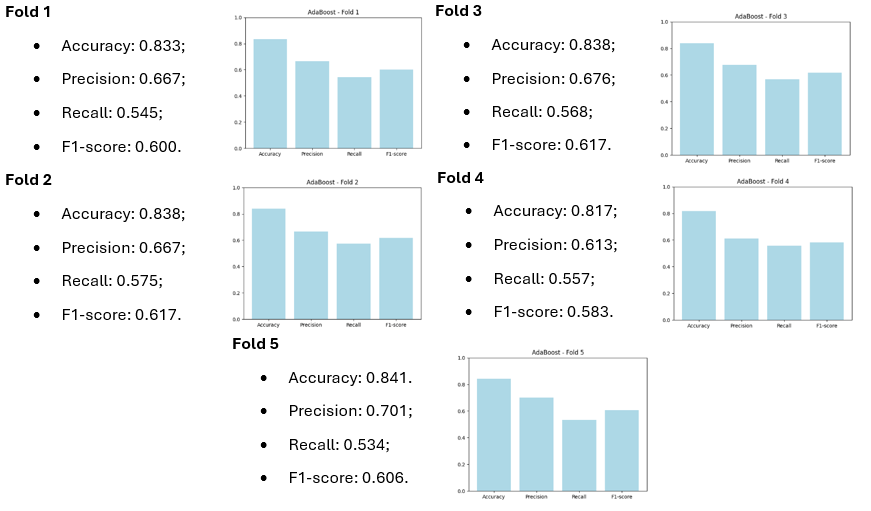 Fold 1
• Accuracy: 0.833;
• Precision: 0.667;
• Recall: 0.545;
• F1-score: 0.600.
AdaBoost - Fold 1
1.0
0.8
0.6
0.4
0.2
0.0
Accuracy Precision Recall F1-score
Fold 2
• Accuracy: 0.838;
• Precision: 0.667;
• Recall: 0.575;
• F1-score: 0.617.
AdaBoost - Fold 2
1.0
0.8
0.6
0.4
0.2
0.0
Accuracy Precision Recall F1-score
Fold 3
• Accuracy: 0.838;
• Precision: 0.676;
• Recall: 0.568;
• F1-score: 0.617.
AdaBoost - Fold 3
1.0
0.8
0.6
0.4
0.2
0.0
Accuracy Precision Recall F1-score
Fold 4
• Accuracy: 0.817;
• Precision: 0.613;
• Recall: 0.557;
• F1-score: 0.583.
AdaBoost - Fold 4
1.0
0.8
0.6
0.4
0.2
0.0
Accuracy Precision Recall F1-score
Fold 5
• Accuracy: 0.841.
• Precision: 0.701;
• Recall: 0.534;
• F1-score: 0.606.
AdaBoost - Fold 5
1.0
0.8
0.6
0.4
0.2
0.0
Accuracy Precision Recall F1-score